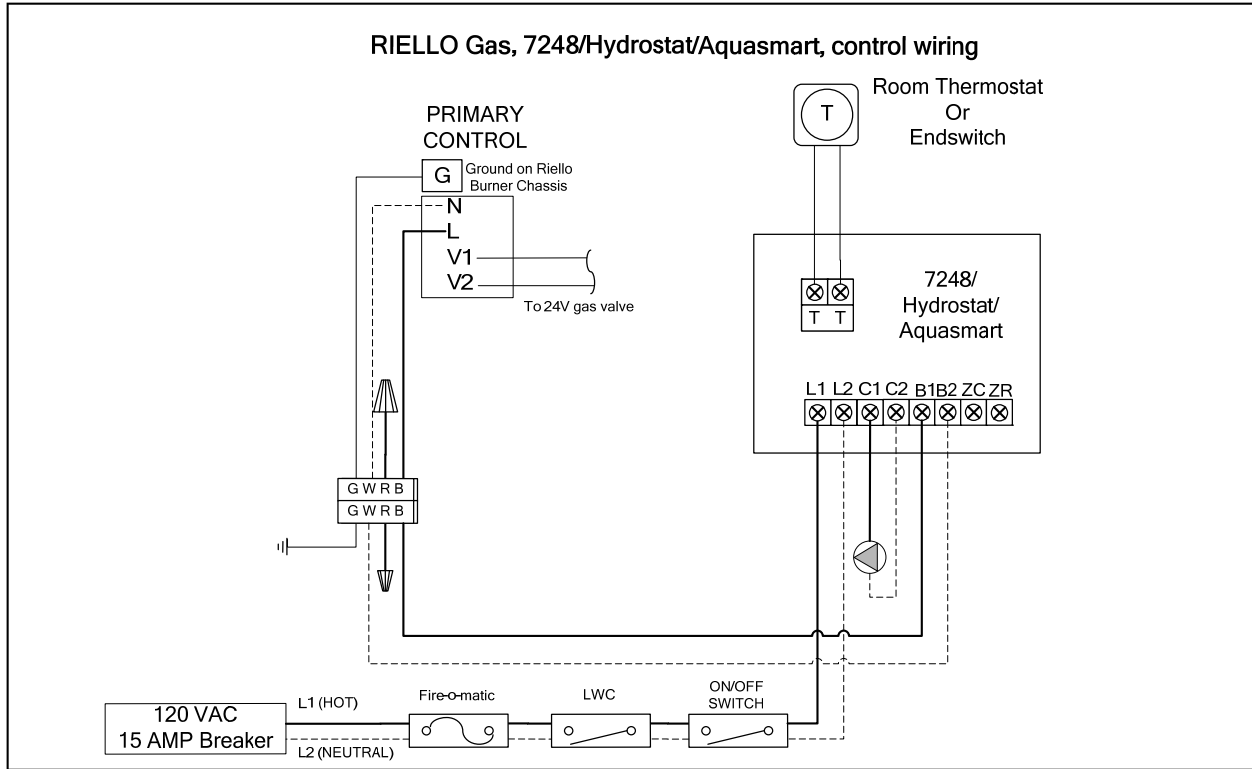 RIELLO Gas, 7248/Hydrostat/Aquasmart, control wiring
PRIMARY
CONTROL
G
Ground on Riello
Burner Chassis
N
L
V1
V2
To 24V gas valve
T
Room Thermostat
Or
Endswitch
7248/
Hydrostat/
Aquasmart
T T
L1 L2 C1 C2 B1B2 ZC ZR
G W R B
G W R B
120 VAC
15 AMP Breaker
L1 (HOT)
L2 (NEUTRAL)
Fire-o-matic
LWC
ON/OFF
SWITCH